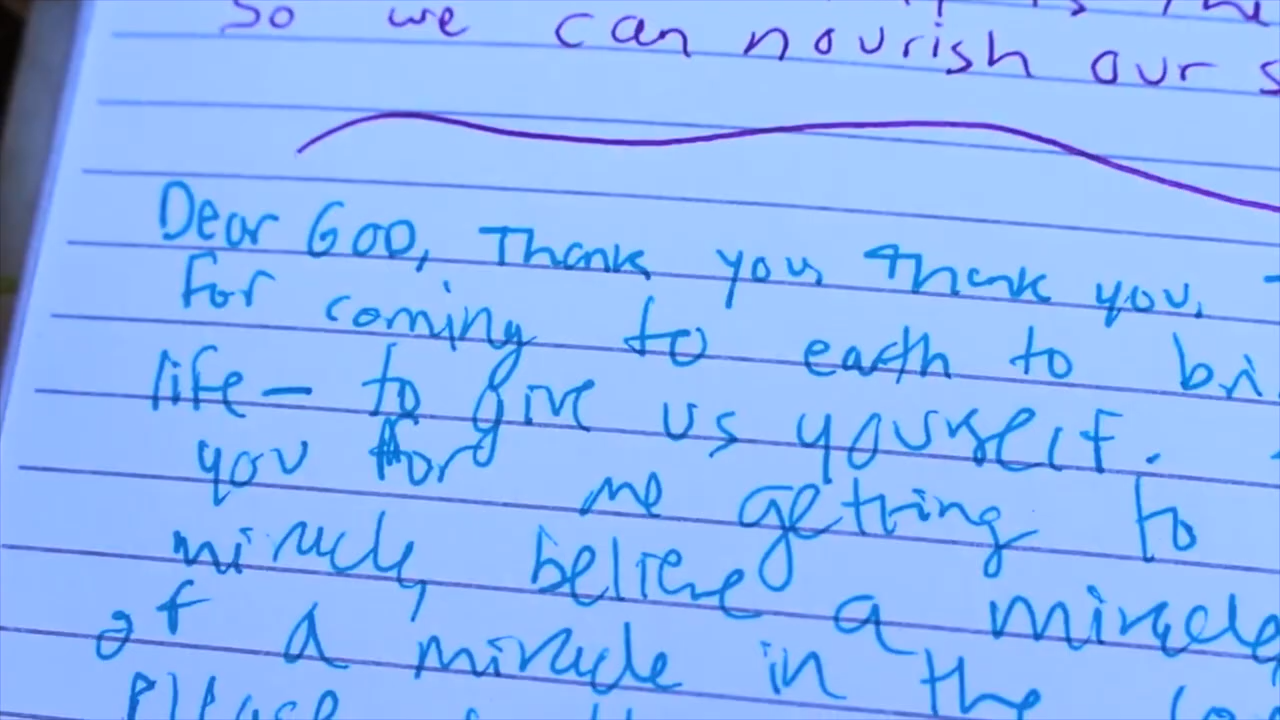 So we can nourish our
Dear GOD, Thank you, thank you,
for coming to earth to
life - to give us yourself.
you for me getting to
miracle, believe a miracle,
of a miracle in the
Please